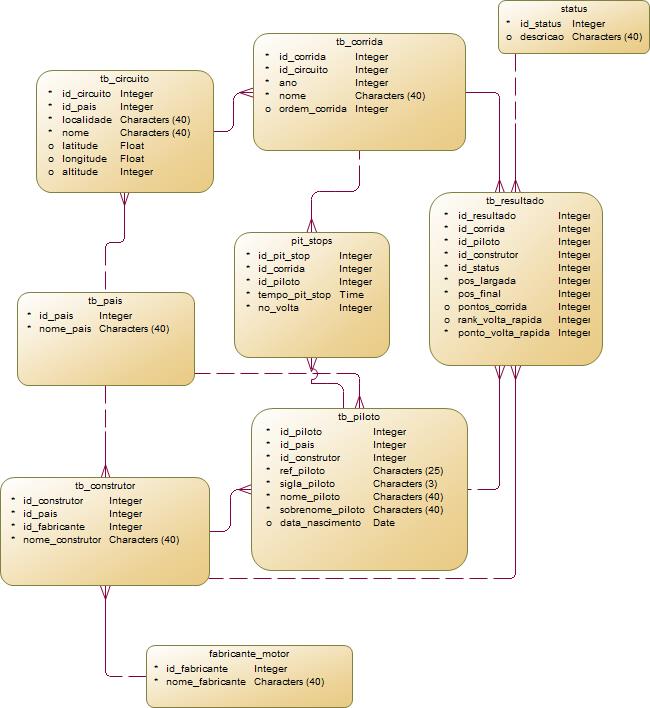 status
* id_status Integer
o descricao Characters (40)
tb_corrida
* id_corrida Integer
* id_circuito Integer
* ano Integer
* nome Characters (40)
o ordem_corrida Integer
tb_circuito
* id_circuito Integer
* id_pais Integer
* localidade Characters (40)
* nome Characters (40)
o latitude Float
o longitude Float
o altitude Integer
tb_resultado
* id_resultado Integer
* id_corrida Integer
* id_piloto Integer
* id_construtor Integer
* id_status Integer
* pos_largada Integer
* pos_final Integer
o pontos_corrida Integer
o rank_volta_rapida Integer
* ponto_volta_rapida Integer
pit_stops
* id_pit_stop Integer
* id_corrida Integer
* id_piloto Integer
* tempo_pit_stop Time
* no_volta Integer
tb_pais
* id_pais Integer
* nome_pais Characters (40)
tb_piloto
* id_piloto Integer
* id_pais Integer
* id_construtor Integer
* ref_piloto Characters (25)
* sigla_piloto Characters (3)
* nome_piloto Characters (40)
* sobrenome_piloto Characters (40)
o data_nascimento Date
tb_construtor
* id_construtor Integer
* id_pais Integer
* id_fabricante Integer
* nome_construtor Characters (40)
fabricante_motor
* id_fabricante Integer
* nome_fabricante Characters (40)